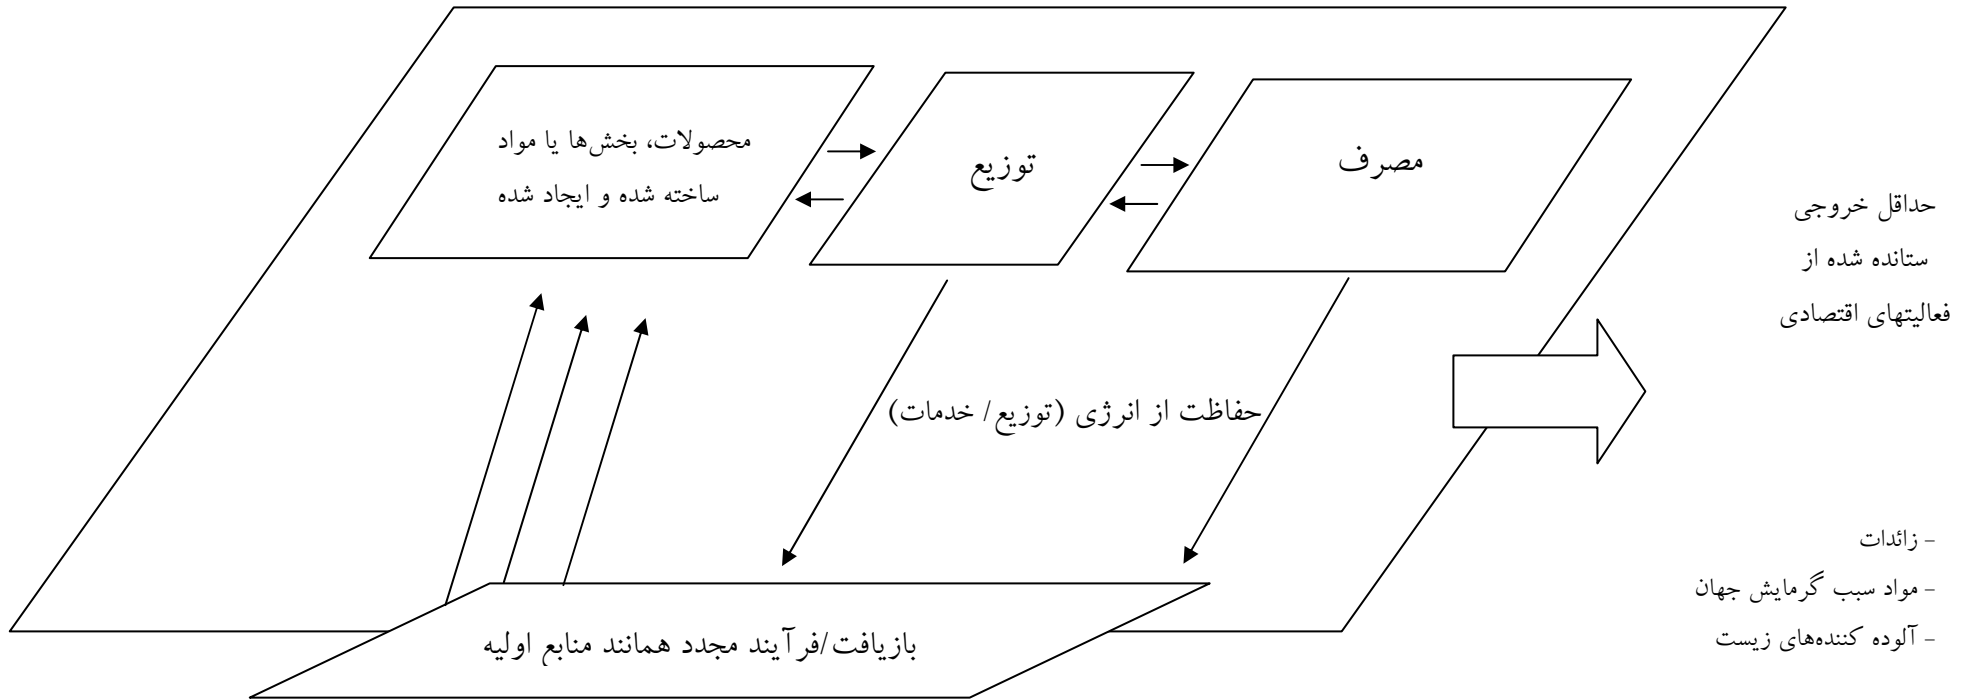 محصولات، بخش‌ها یا مواد
ساخته شده و ایجاد شده
توزیع
مصرف
حداقل خروجی
ستانده شده از
فعالیتهای اقتصادی
حفاظت از انرژی (توزیع/ خدمات)
- زائدات
- مواد سبب گرمایش جهان
- آلوده کننده‌های زیست
بازیافت/فرآیند مجدد همانند منابع اولیه